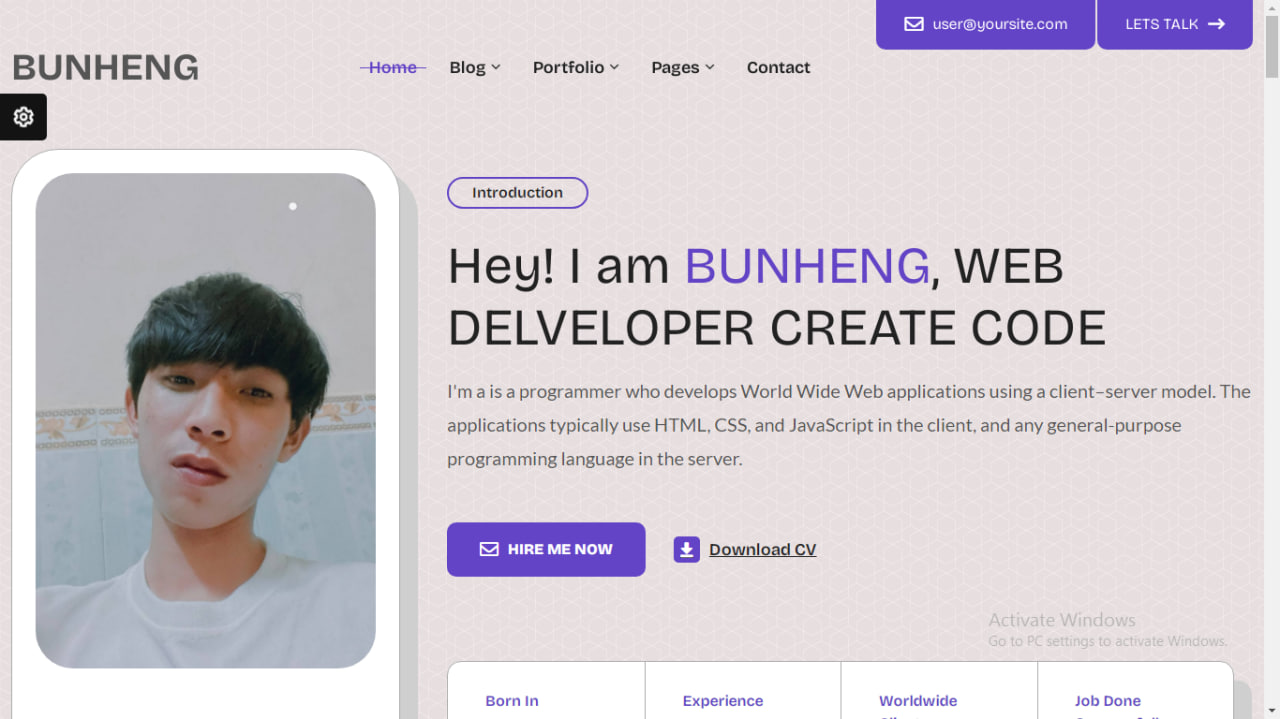 user@yoursite.com
LETS TALK
BUNHENG
Home
Blog
Portfolio
Pages
Contact
Introduction
Hey! I am BUNHENG, WEB
DELVELOPER CREATE CODE
I'm a is a programmer who develops World Wide Web applications using a client–server model. The
applications typically use HTML, CSS, and JavaScript in the client, and any general-purpose
programming language in the server.
HIRE ME NOW
Download CV
Activate Windows
Go to PC settings to activate Windows.
Born In
Experience
Worldwide
Job Done